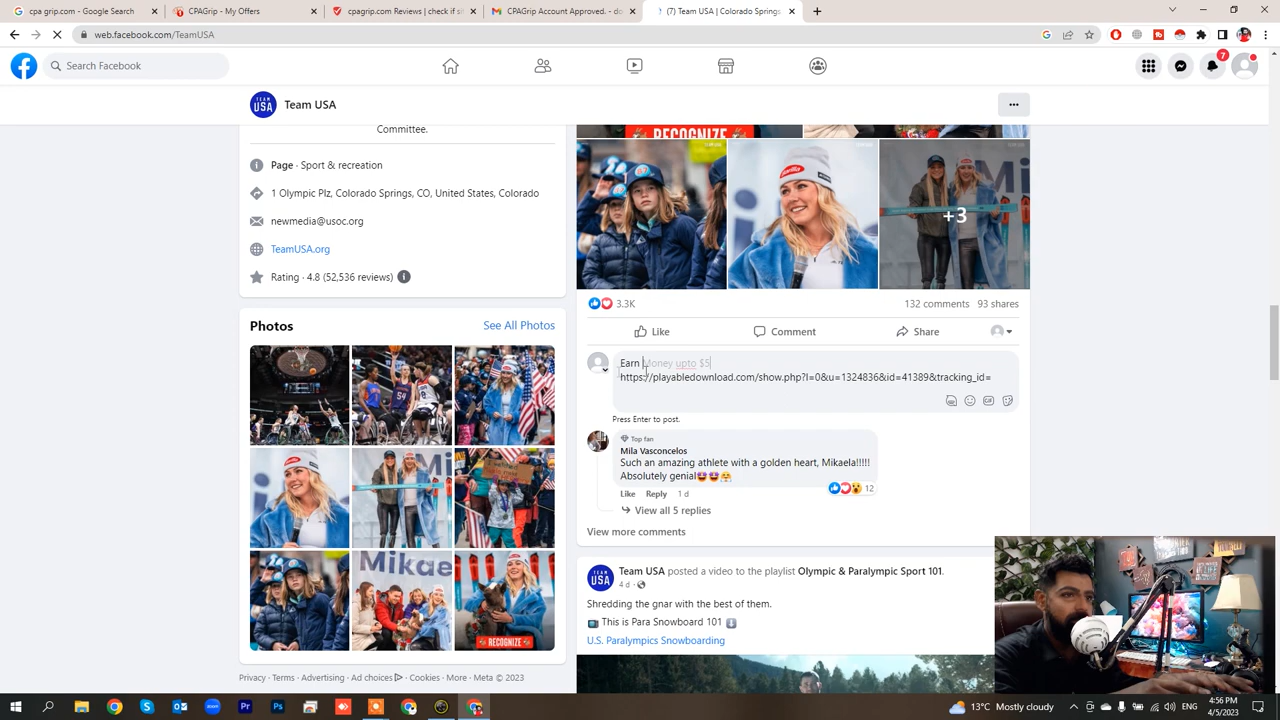 cpa grip.com - Google Search
CPAGrip - My Offers
cpagrip.com Reviews | check if si
CPAGrip Account Approved. - do
(7) Team USA | Colorado Springs
web.facebook.com/TeamUSA
Search Facebook
7
TEAM USA
Team USA
Committee.
Page · Sport & recreation
1 Olympic Plz, Colorado Springs, CO, United States, Colorado
newmedia@usoc.org
TeamUSA.org
Rating · 4.8 (52,536 reviews)
Photos
See All Photos
RECOGNIZE
Privacy · Terms · Advertising · Ad choices · Cookies · More · Meta © 2023
RECOGNIZE
+3
3.3K
132 comments 93 shares
Like
Comment
Share
Earn Money upto $5
https://playabledownload.com/show.php?l=0&u=1324836&id=41389&tracking_id=
GIF
Press Enter to post.
Top fan
Mila Vasconcelos
Such an amazing athlete with a golden heart, Mikaela!!!!!
Absolutely genial
12
Like Reply 1 d
View all 5 replies
View more comments
TEAM USA
Team USA posted a video to the playlist Olympic & Paralympic Sport 101.
4 d ·
Shredding the gnar with the best of them.
This is Para Snowboard 101
U.S. Paralympics Snowboarding
13°C Mostly cloudy
4:56 PM
4/5/2023